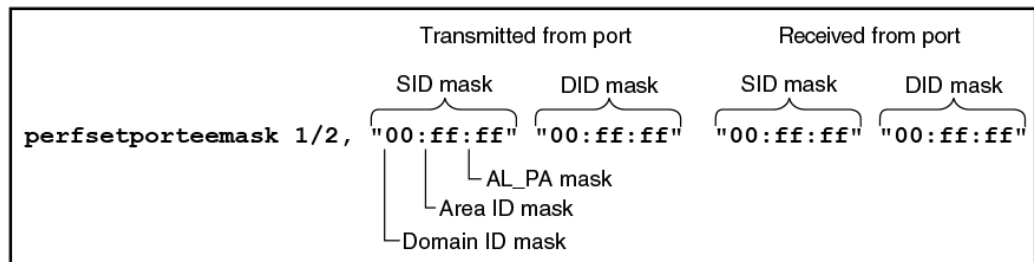 Transmitted from port Received from port
SID mask DID mask SID mask DID mask
perfsetporteemask 1/2, "00:ff:ff" "00:ff:ff" "00:ff:ff" "00:ff:ff"
AL_PA mask
Area ID mask
Domain ID mask